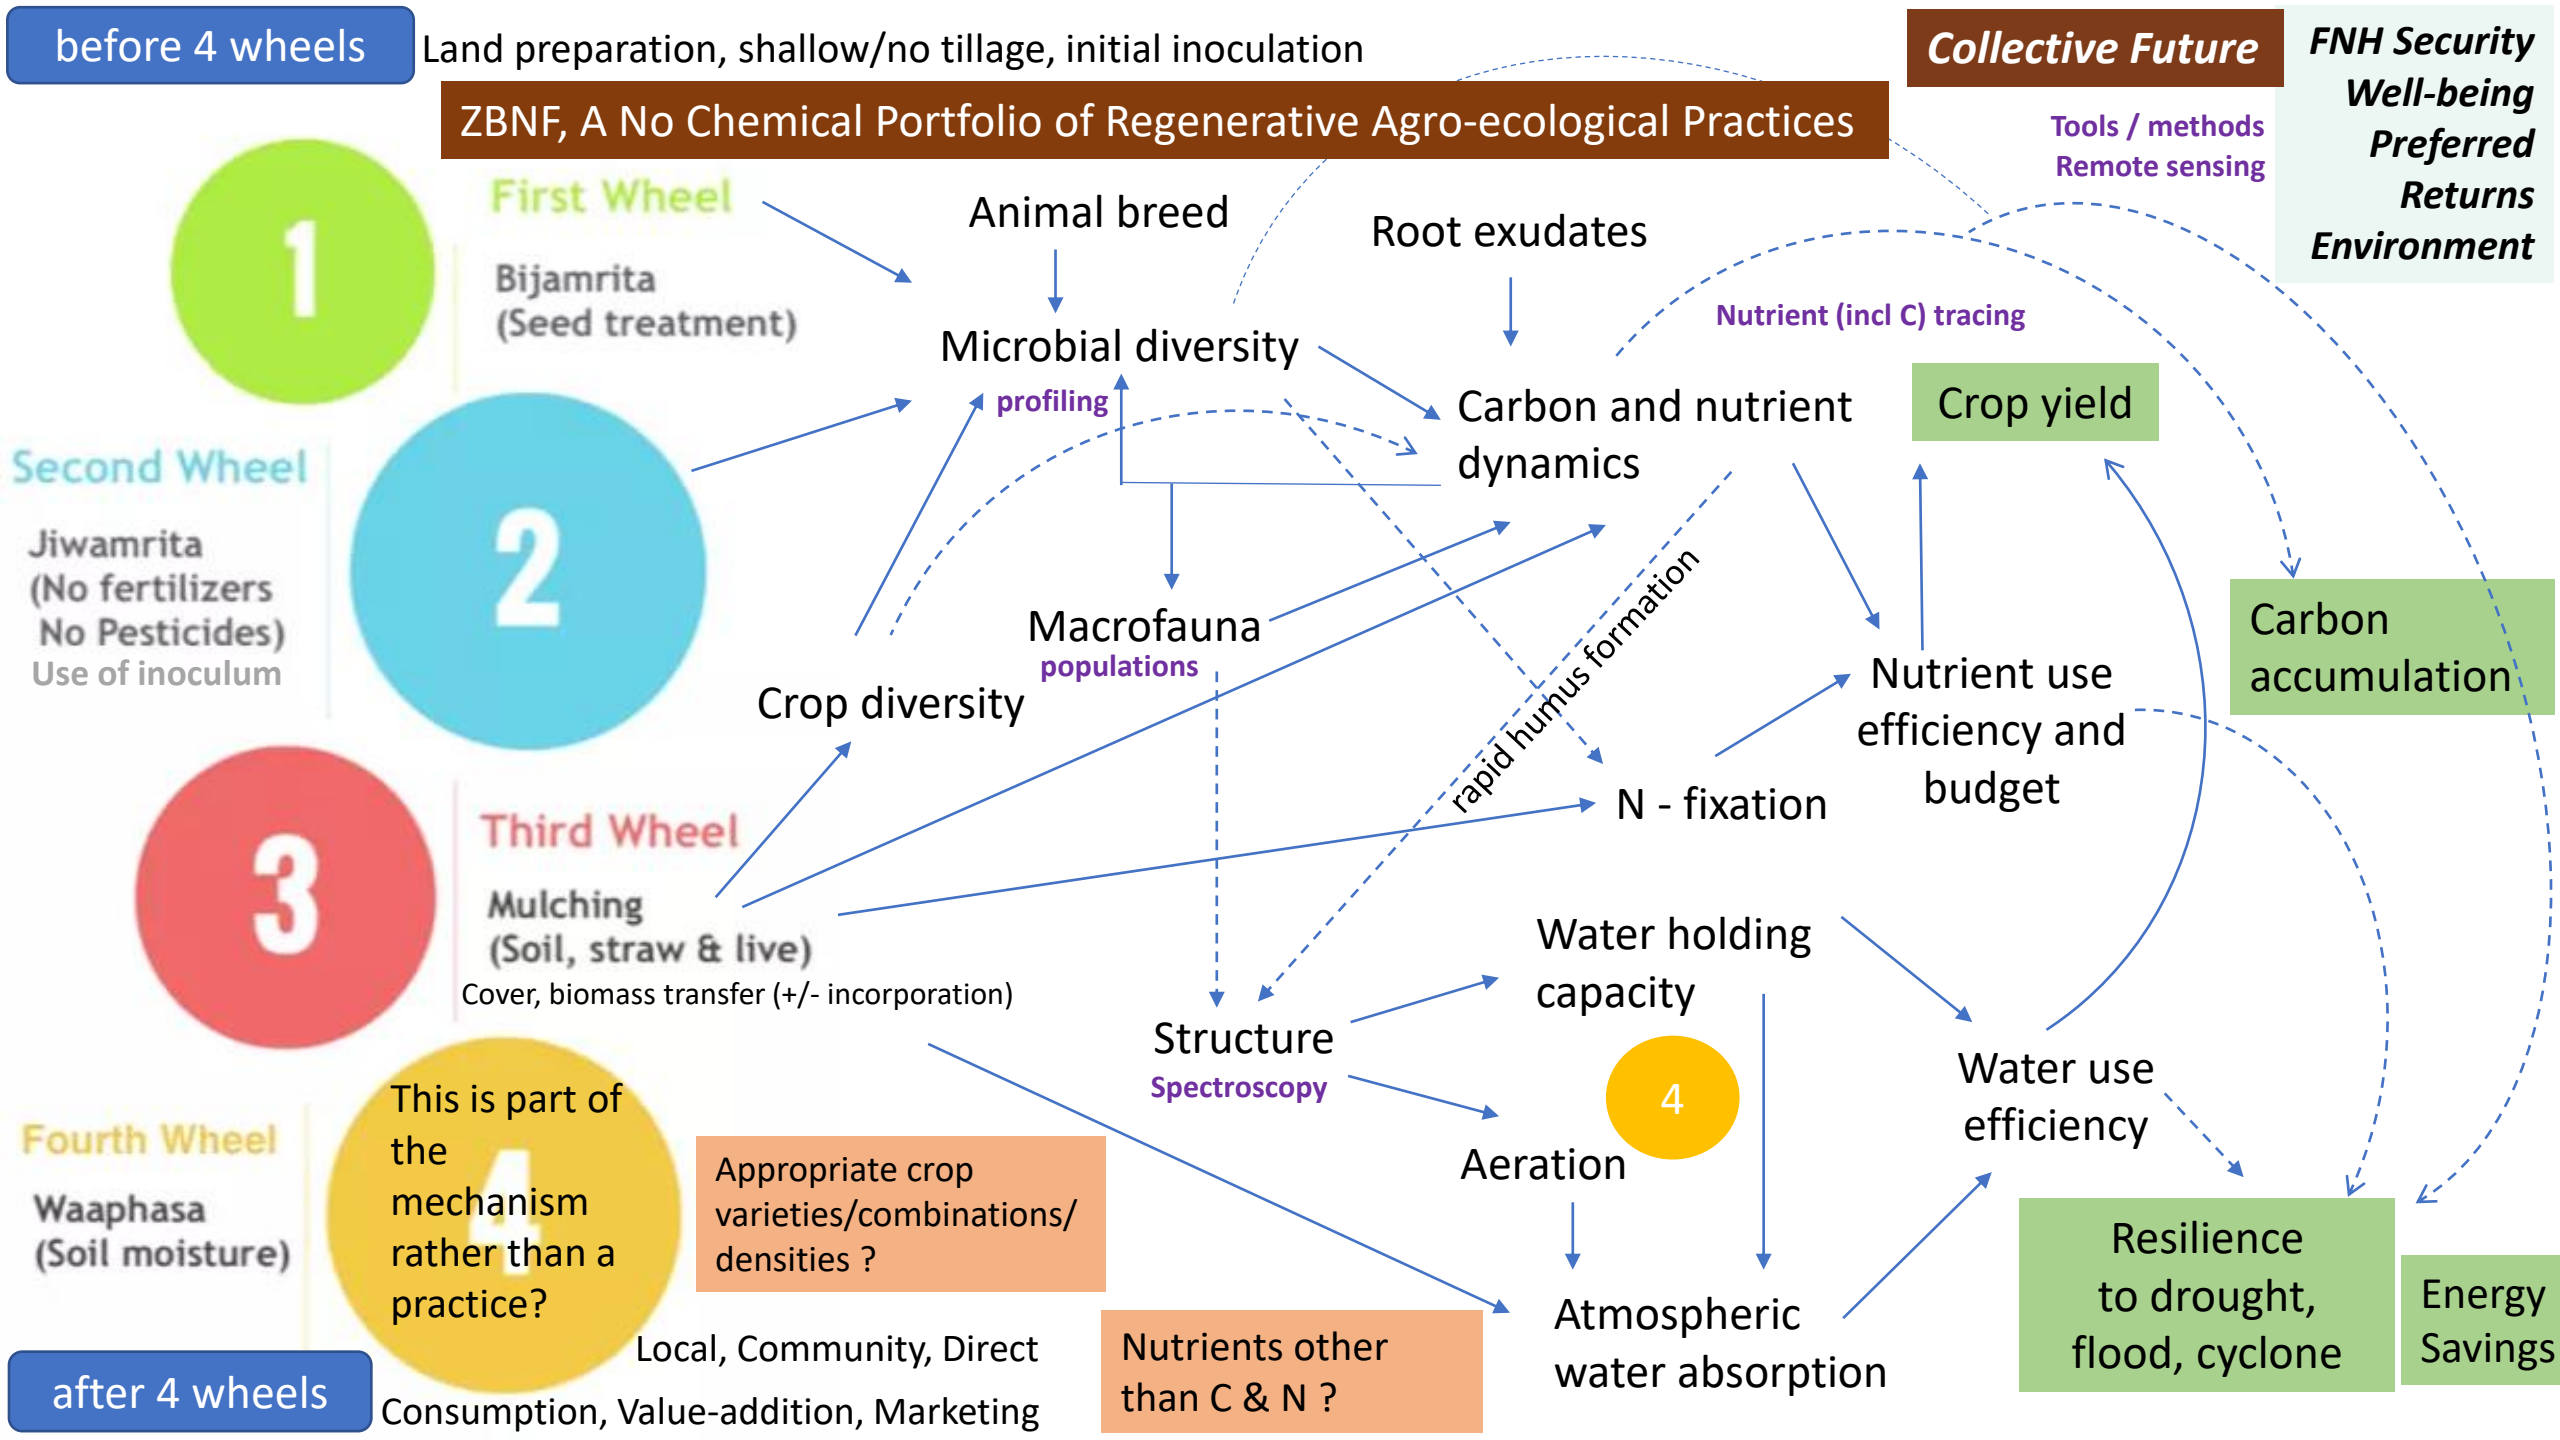 before 4 wheels
Land preparation, shallow/no tillage, initial inoculation
Collective Future
FNH Security
Well-being
Preferred
Returns
Environment
ZBNF, A No Chemical Portfolio of Regenerative Agro-ecological Practices
Tools / methods
Remote sensing
1
First Wheel
Bijamrita
(Seed treatment)
Animal breed
Root exudates
Microbial diversity
profiling
Nutrient (incl C) tracing
Carbon and nutrient
dynamics
Crop yield
Second Wheel
Jiwamrita
(No fertilizers
No Pesticides)
Use of inoculum
2
Macrofauna
populations
Crop diversity
rapid humus formation
Nutrient use
efficiency and
budget
Carbon
accumulation
N - fixation
3
Third Wheel
Mulching
(Soil, straw & live)
Cover, biomass transfer (+/- incorporation)
Water holding
capacity
Structure
Spectroscopy
4
Aeration
Water use
efficiency
Fourth Wheel
Waaphasa
(Soil moisture)
4
This is part of
the
mechanism
rather than a
practice?
Appropriate crop
varieties/combinations/
densities ?
Atmospheric
water absorption
Resilience
to drought,
flood, cyclone
Energy
Savings
Nutrients other
than C & N ?
after 4 wheels
Local, Community, Direct
Consumption, Value-addition, Marketing